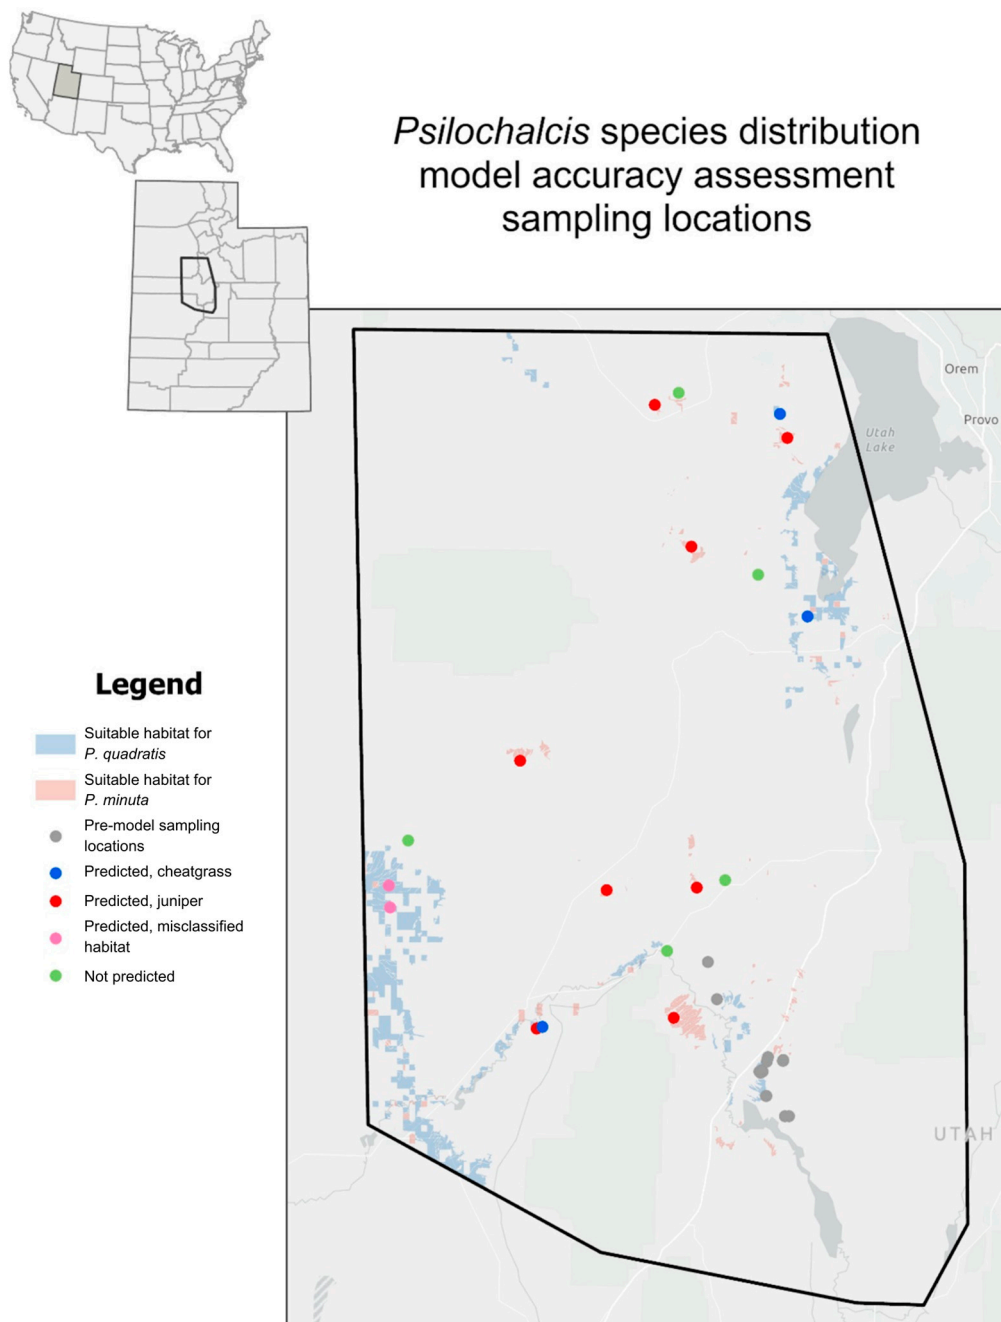 Psilochalcis species distribution
model accuracy assessment
sampling locations
Orem
Provo
Utah
Lake
Legend
Suitable habitat for
P. quadratis
Suitable habitat for
P. minuta
Pre-model sampling
locations
Predicted, cheatgrass
Predicted, juniper
Predicted, misclassified
habitat
Not predicted
UTAH